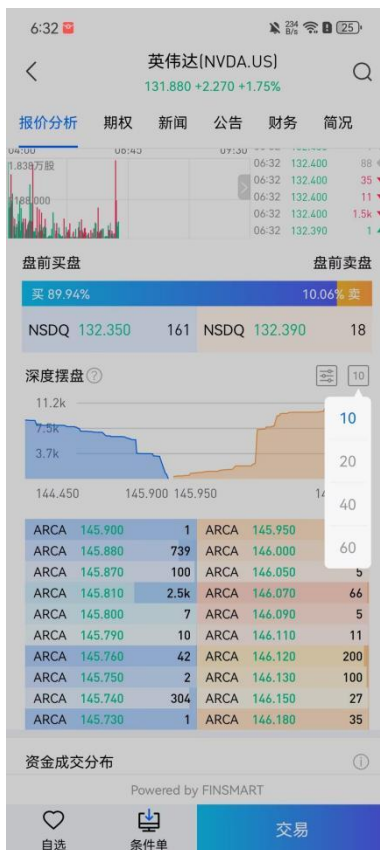 6:32 234 B/s 25
英伟达(NVDA.US)
131.880 +2.270 +1.75%
报价分析 期权 新闻 公告 财务 简况
04:00 06:45 09:30
1.838万股 06:32 132.400 88
06:32 132.400 35
188.000 06:32 132.400 11
06:32 132.400 1.5k
06:32 132.390 1
盘前买盘 盘前卖盘
买 89.94% 10.06% 卖
NSDQ 132.350 161 NSDQ 132.390 18
深度摆盘 ? 10
11.2k
7.5k
3.7k
10
20
40
60
144.450 145.900 145.950
ARCA 145.900 1 ARCA 145.950
ARCA 145.880 739 ARCA 146.000
ARCA 145.870 100 ARCA 146.050 5
ARCA 145.810 2.5k ARCA 146.070 66
ARCA 145.800 7 ARCA 146.090 5
ARCA 145.790 10 ARCA 146.110 11
ARCA 145.760 42 ARCA 146.120 200
ARCA 145.750 2 ARCA 146.130 100
ARCA 145.740 304 ARCA 146.150 27
ARCA 145.730 1 ARCA 146.180 35
资金成交分布
Powered by FINSMART
自选 条件单 交易